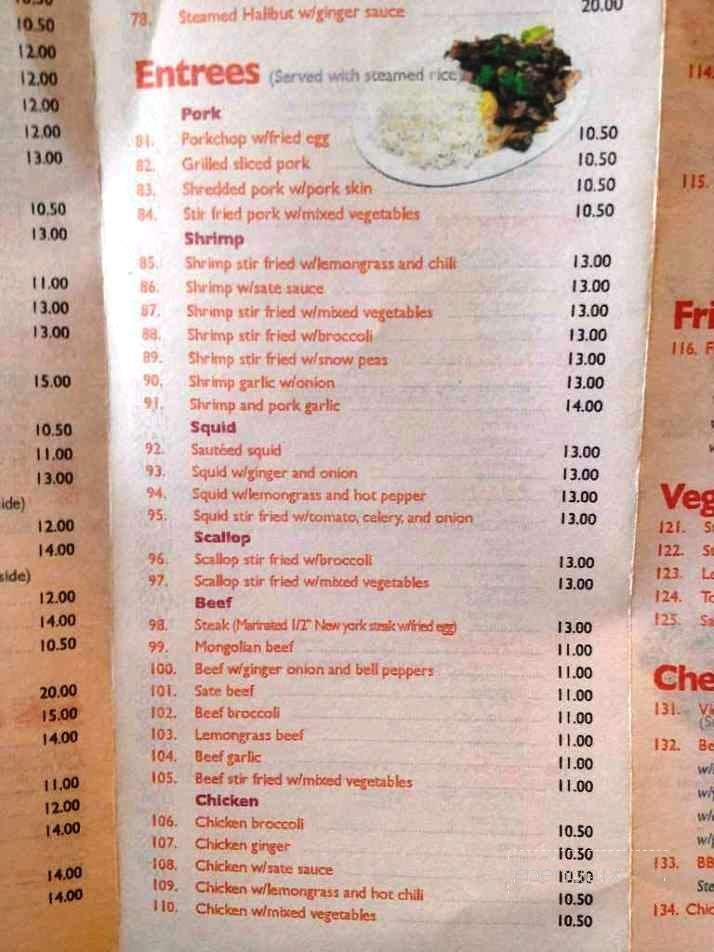 10.50
12.00
12.00
12.00
12.00
13.00
10.50
13.00
11.00
13.00
13.00
15.00
10.50
11.00
13.00
side)
12.00
14.00
side)
12.00
14.00
10.50
20.00
15.00
14.00
11.00
12.00
14.00
14.00
14.00
78. Steamed Halibut w/ginger sauce 20.00
Entrees (Served with steamed rice)
Pork
81. Porkchop w/fried egg 10.50
82. Grilled sliced pork 10.50
83. Shredded pork w/pork skin 10.50
84. Stir fried pork w/mixed vegetables 10.50
Shrimp
85. Shrimp stir fried w/lemongrass and chili 13.00
86. Shrimp w/sate sauce 13.00
87. Shrimp stir fried w/mixed vegetables 13.00
88. Shrimp stir fried w/broccoli 13.00
89. Shrimp stir fried w/snow peas 13.00
90. Shrimp garlic w/onion 13.00
91. Shrimp and pork garlic 14.00
Squid
92. Sautéed squid 13.00
93. Squid w/ginger and onion 13.00
94. Squid w/lemongrass and hot pepper 13.00
95. Squid stir fried w/tomato, celery, and onion 13.00
Scallop
96. Scallop stir fried w/broccoli 13.00
97. Scallop stir fried w/mixed vegetables 13.00
Beef
98. Steak (Marinated 1/2" New york steak w/fried egg) 13.00
99. Mongolian beef 11.00
100. Beef w/ginger onion and bell peppers 11.00
101. Sate beef 11.00
102. Beef broccoli 11.00
103. Lemongrass beef 11.00
104. Beef garlic 11.00
105. Beef stir fried w/mixed vegetables 11.00
Chicken
106. Chicken broccoli 10.50
107. Chicken ginger 10.50
108. Chicken w/sate sauce 10.50
109. Chicken w/lemongrass and hot chili 10.50
110. Chicken w/mixed vegetables 10.50
114.
115.
Fri
116. F
Veg
121. S
122. S
123. Le
124. To
125. Sa
Che
131. Vi
(S
132. Be
w/
w/
w/
w/p
133. BB
Ste
134. Chic